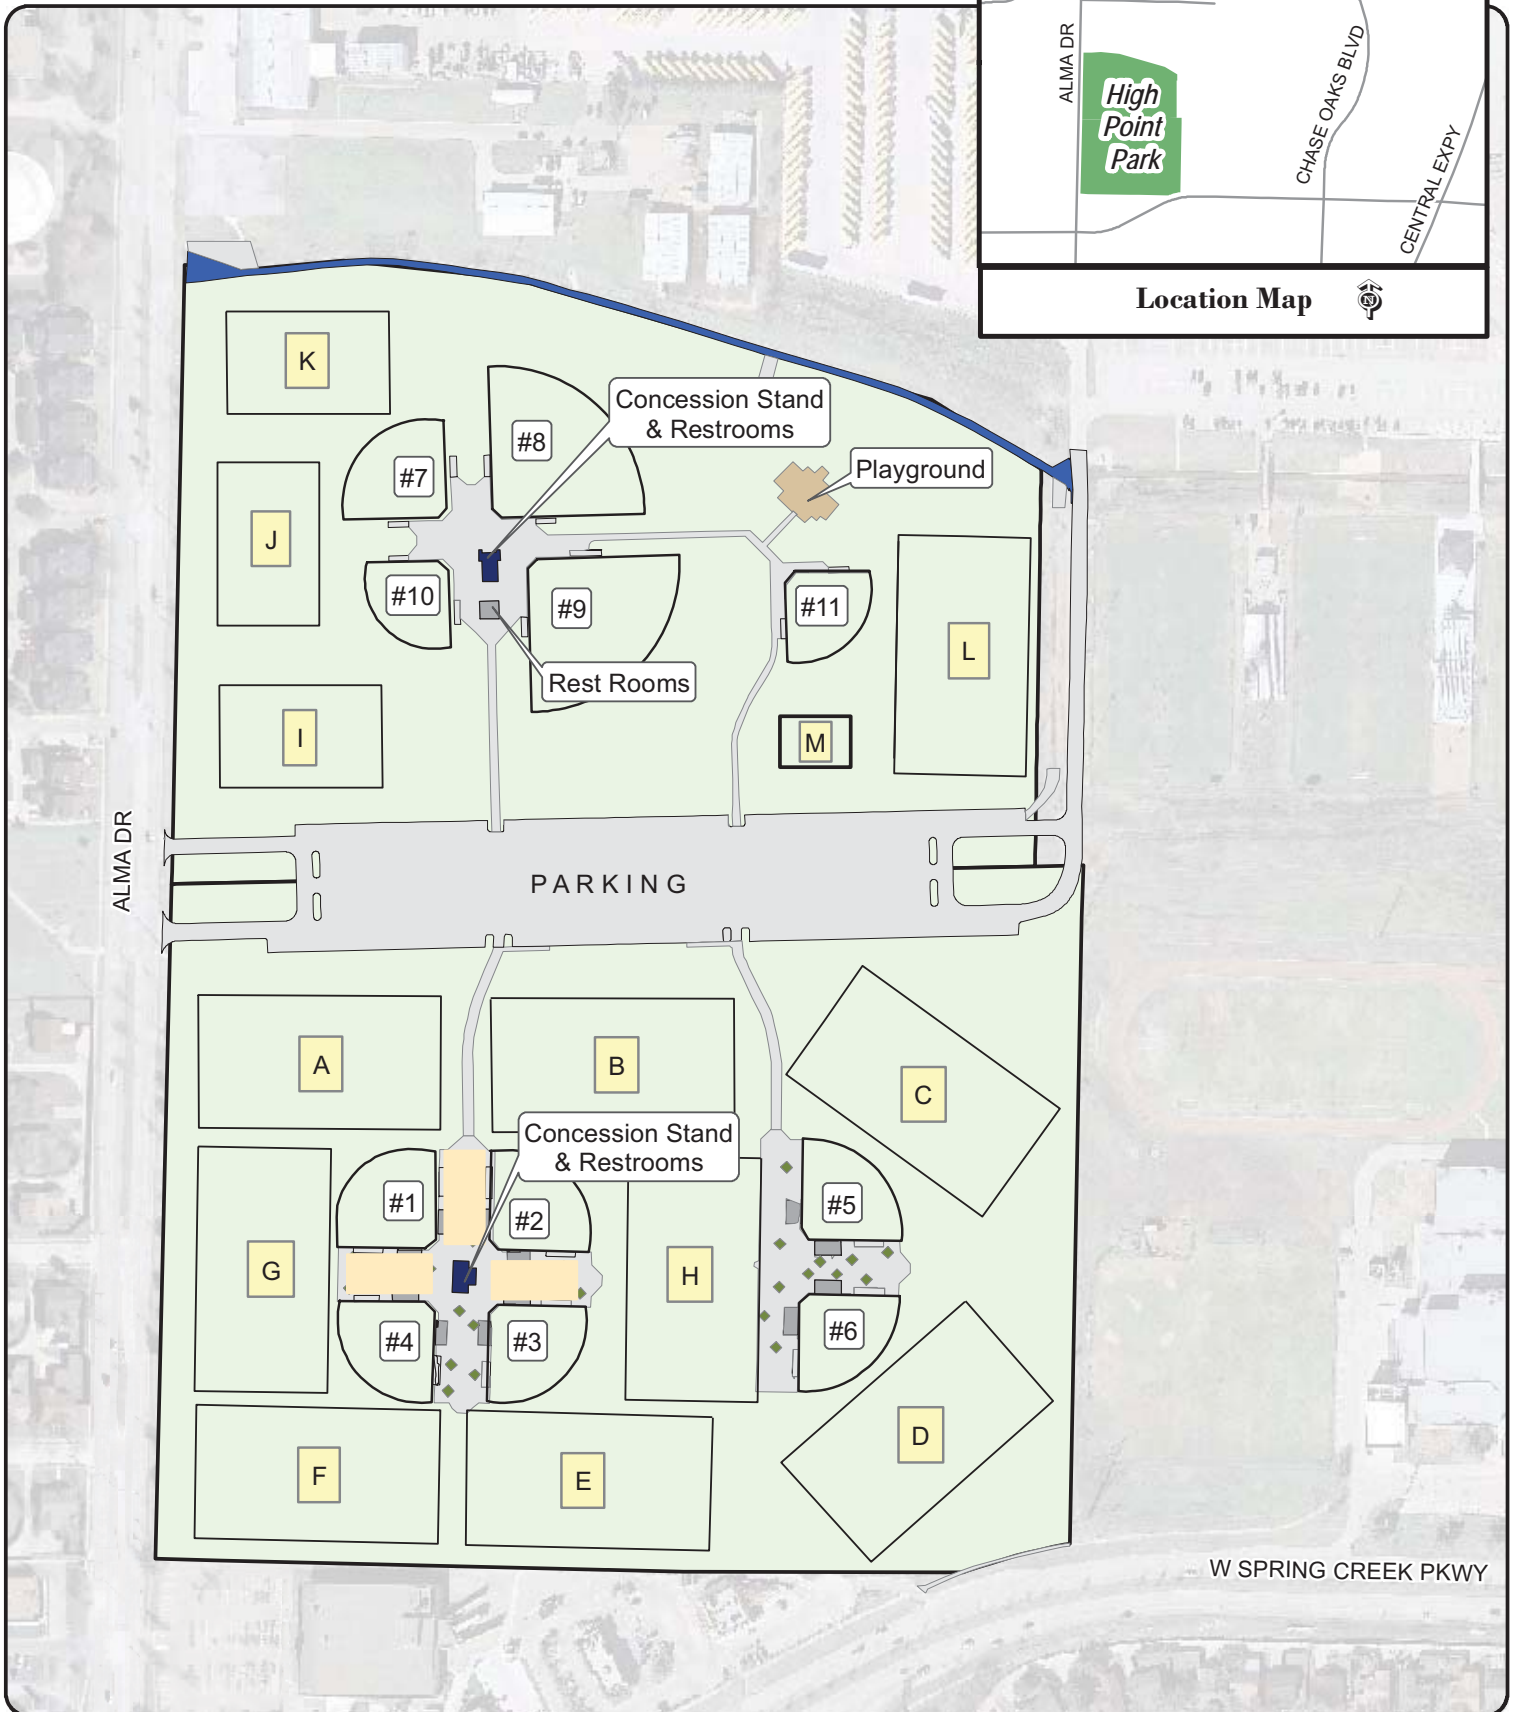 ALMA DR
High
Point
Park
CHASE OAKS BLVD
CENTRAL EXPY
Location Map
N
K
#8
Concession Stand
& Restrooms
#7
Playground
J
#10
#9
#11
L
Rest Rooms
I
M
ALMA DR
PARKING
A
B
C
Concession Stand
& Restrooms
#1
#2
#5
G
H
#4
#3
#6
F
E
D
W SPRING CREEK PKWY